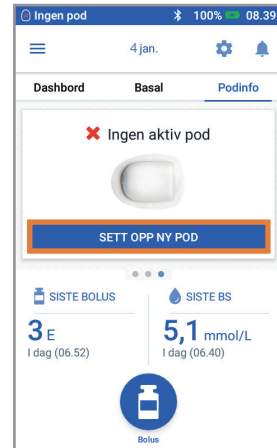 Ingen pod 100% 08.39
4 jan.
Dashbord Basal Podinfo
Ingen aktiv pod
SETT OPP NY POD
SISTE BOLUS SISTE BS
3 E 5,1 mmol/L
I dag (06.52) I dag (06.40)
Bolus